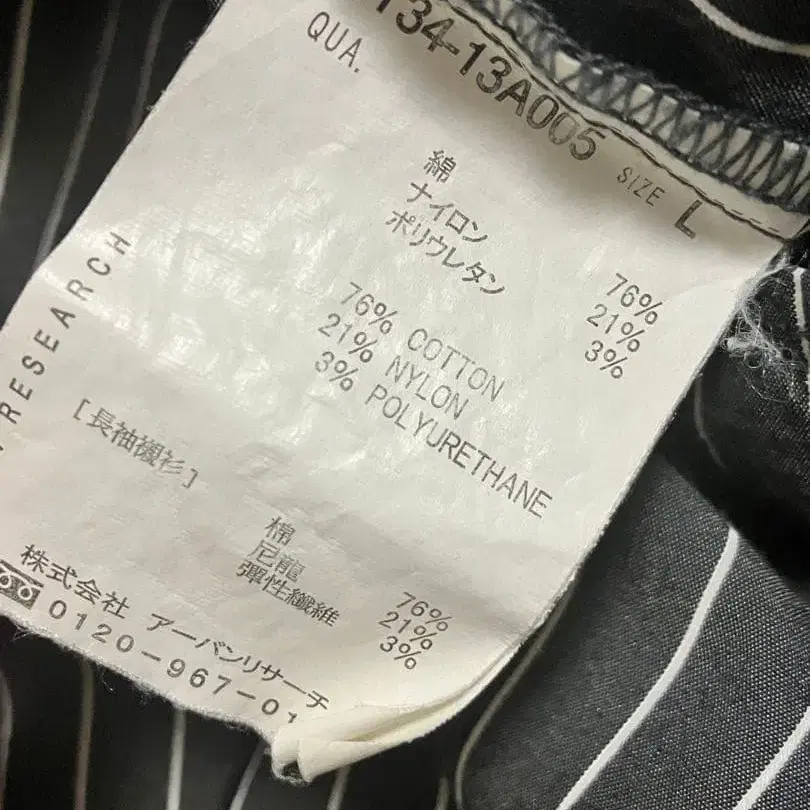 134-13A005
QUA.
SIZE L
綿 76%
ナイロン 21%
ポリウレタン 3%
76% COTTON
21% NYLON
3% POLYURETHANE
RESEARCH
[長袖襯衫]
棉 76%
尼龍 21%
彈性纖維 3%
株式会社 アーバンリサーチ
0120-967-01